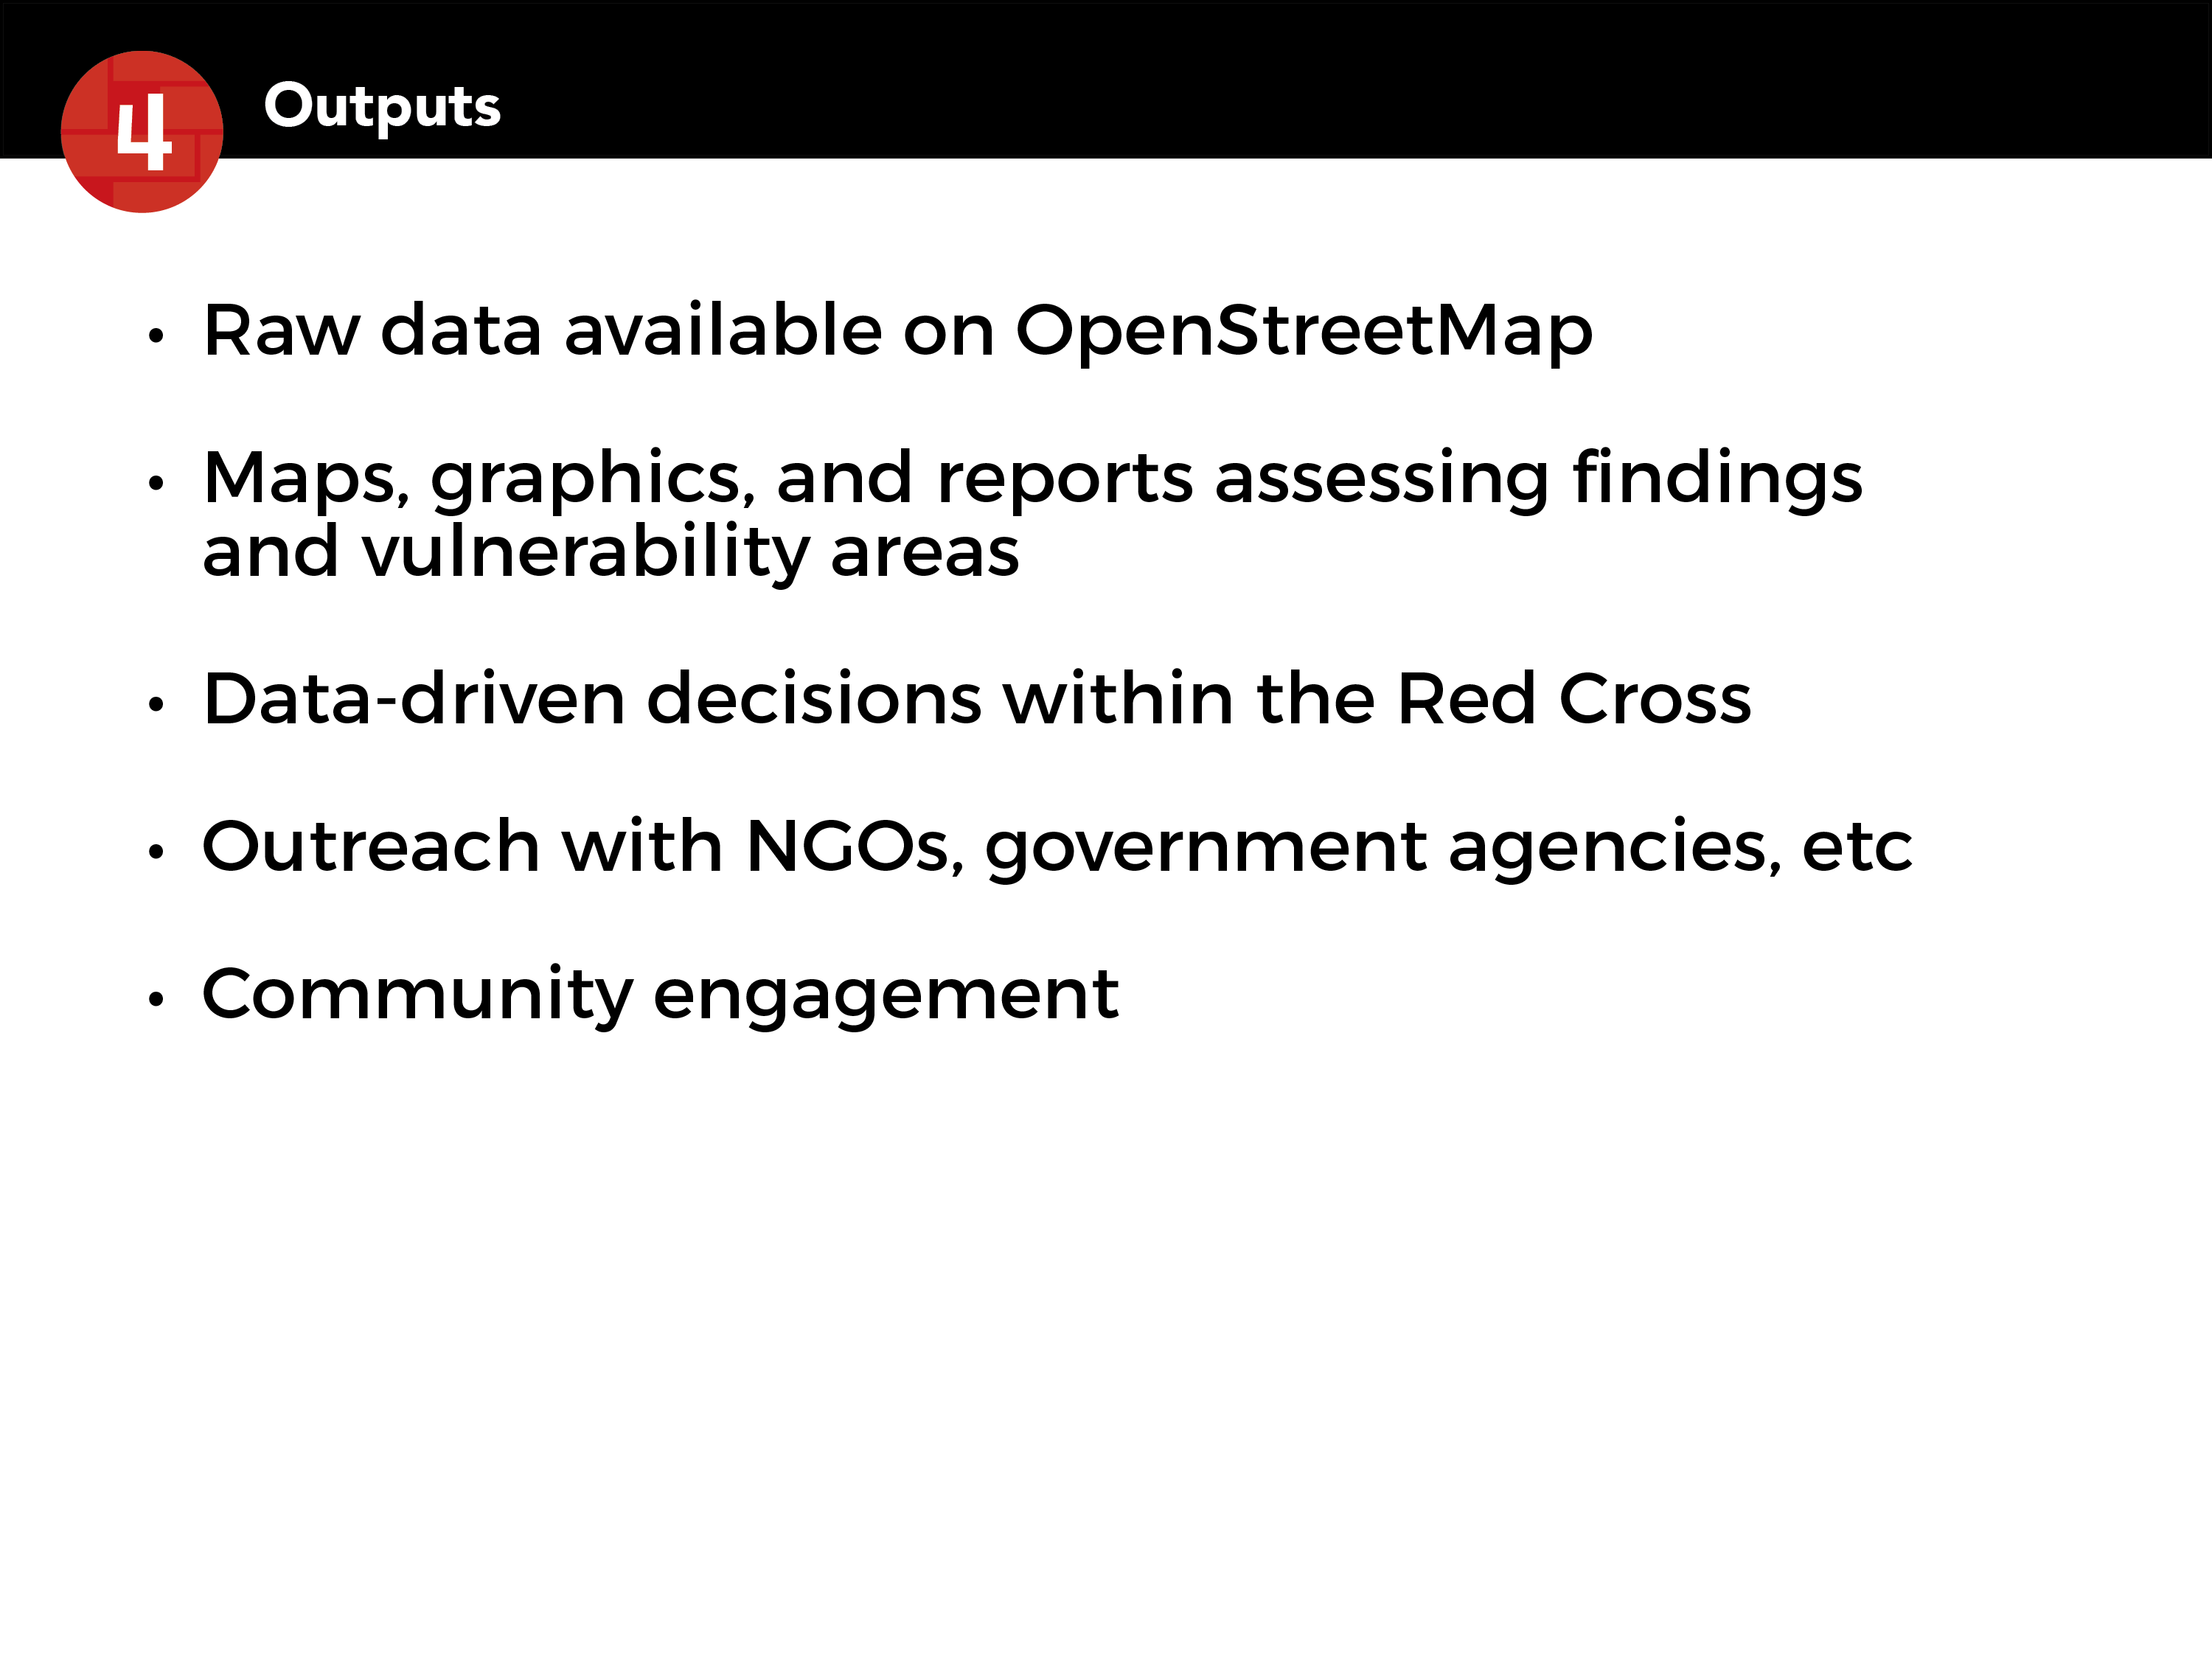 4
Outputs
• Raw data available on OpenStreetMap
• Maps, graphics, and reports assessing findings
and vulnerability areas
• Data-driven decisions within the Red Cross
• Outreach with NGOs, government agencies, etc
• Community engagement